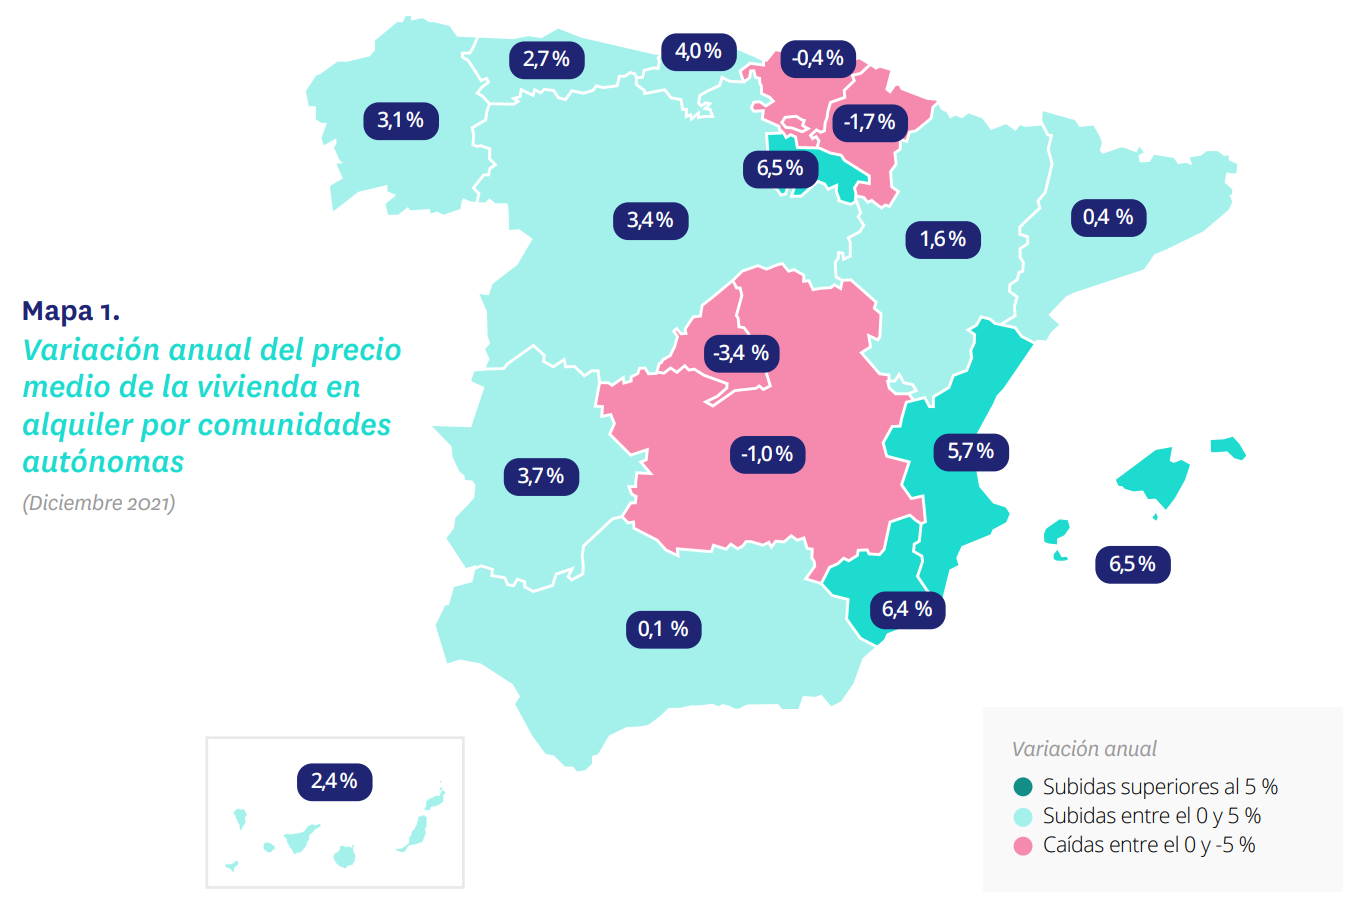 4,0 %
-0,4 %
2,7 %
3,1 %
-1,7 %
6,5 %
3,4 %
0,4 %
1,6 %
Mapa 1.
Variación anual del precio
medio de la vivienda en
alquiler por comunidades
autónomas
(Diciembre 2021)
-3,4 %
-1,0 %
5,7 %
3,7 %
6,5 %
6,4 %
0,1 %
2,4 %
Variación anual
Subidas superiores al 5 %
Subidas entre el 0 y 5 %
Caídas entre el 0 y -5 %